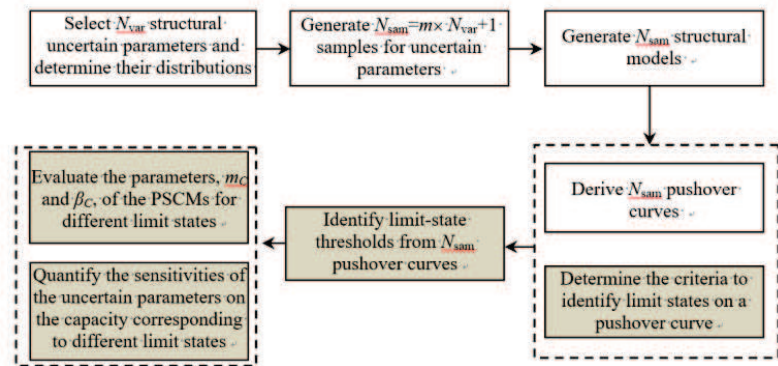 Select Nvar structural
uncertain parameters and
determine their distributions
Generate Nsam=m× Nvar+1
samples for uncertain
parameters
Generate Nsam structural
models
Derive Nsam pushover
curves
Determine the criteria to
identify limit states on a
pushover curve
Identify limit-state
thresholds from Nsam
pushover curves
Evaluate the parameters, mC
and βC, of the PSCMs for
different limit states
Quantify the sensitivities of
the uncertain parameters on
the capacity corresponding
to different limit states